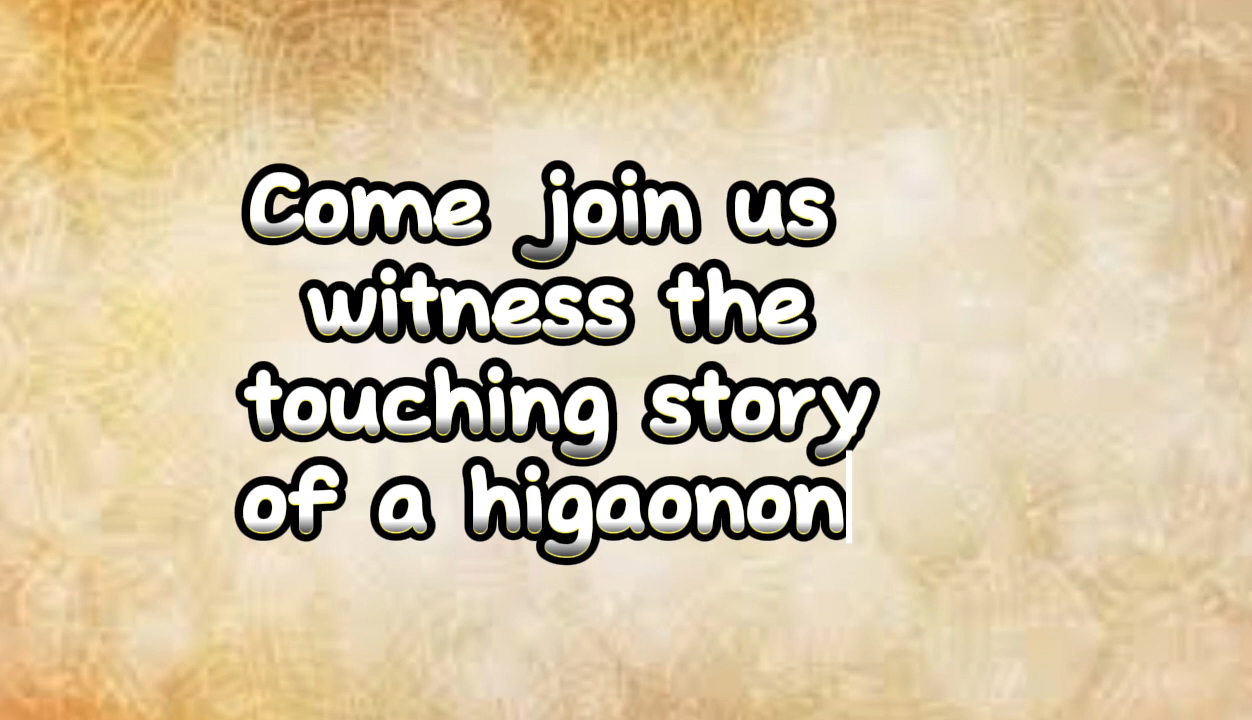 Come join us
witness the
touching story
of a higaonon